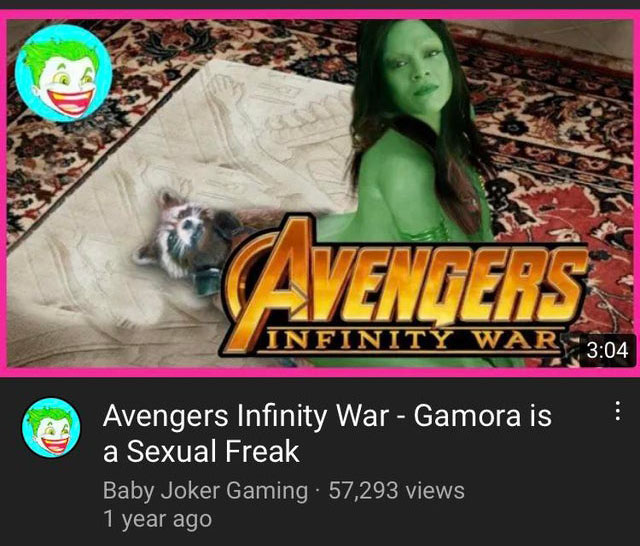 AVENGERS
INFINITY WAR
3:04
Avengers Infinity War - Gamora is
a Sexual Freak
Baby Joker Gaming · 57,293 views
1 year ago